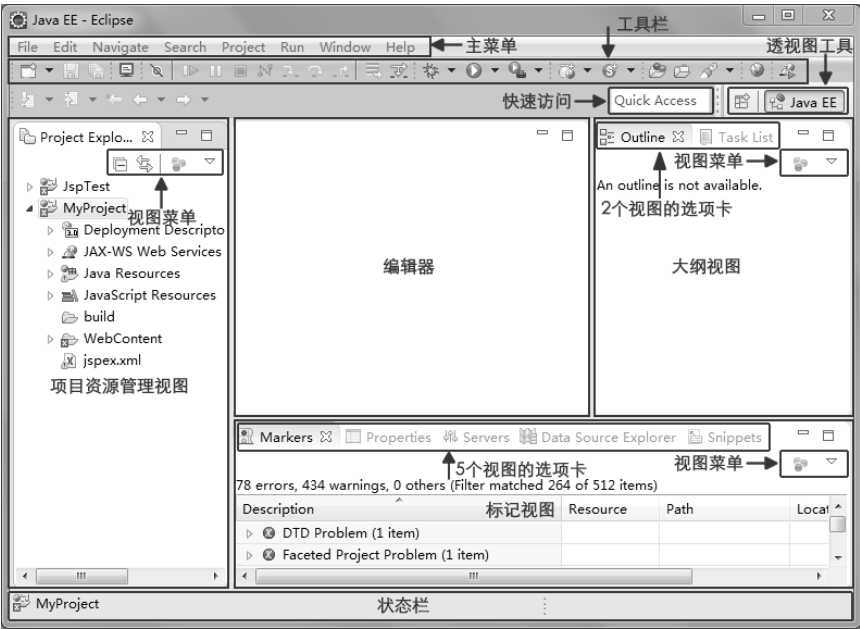 Java EE - Eclipse
工具栏
File Edit Navigate Search Project Run Window Help
主菜单
透视图工具
快速访问
Quick Access
Java EE
Project Explo...
视图菜单
JspTest
MyProject
Deployment Descripto
JAX-WS Web Services
Java Resources
JavaScript Resources
build
WebContent
jspex.xml
项目资源管理视图
编辑器
Outline
Task List
视图菜单
An outline is not available.
2个视图的选项卡
大纲视图
Markers
Properties
Servers
Data Source Explorer
Snippets
5个视图的选项卡
视图菜单
78 errors, 434 warnings, 0 others (Filter matched 264 of 512 items)
Description
标记视图
Resource
Path
Locat
DTD Problem (1 item)
Faceted Project Problem (1 item)
MyProject
状态栏